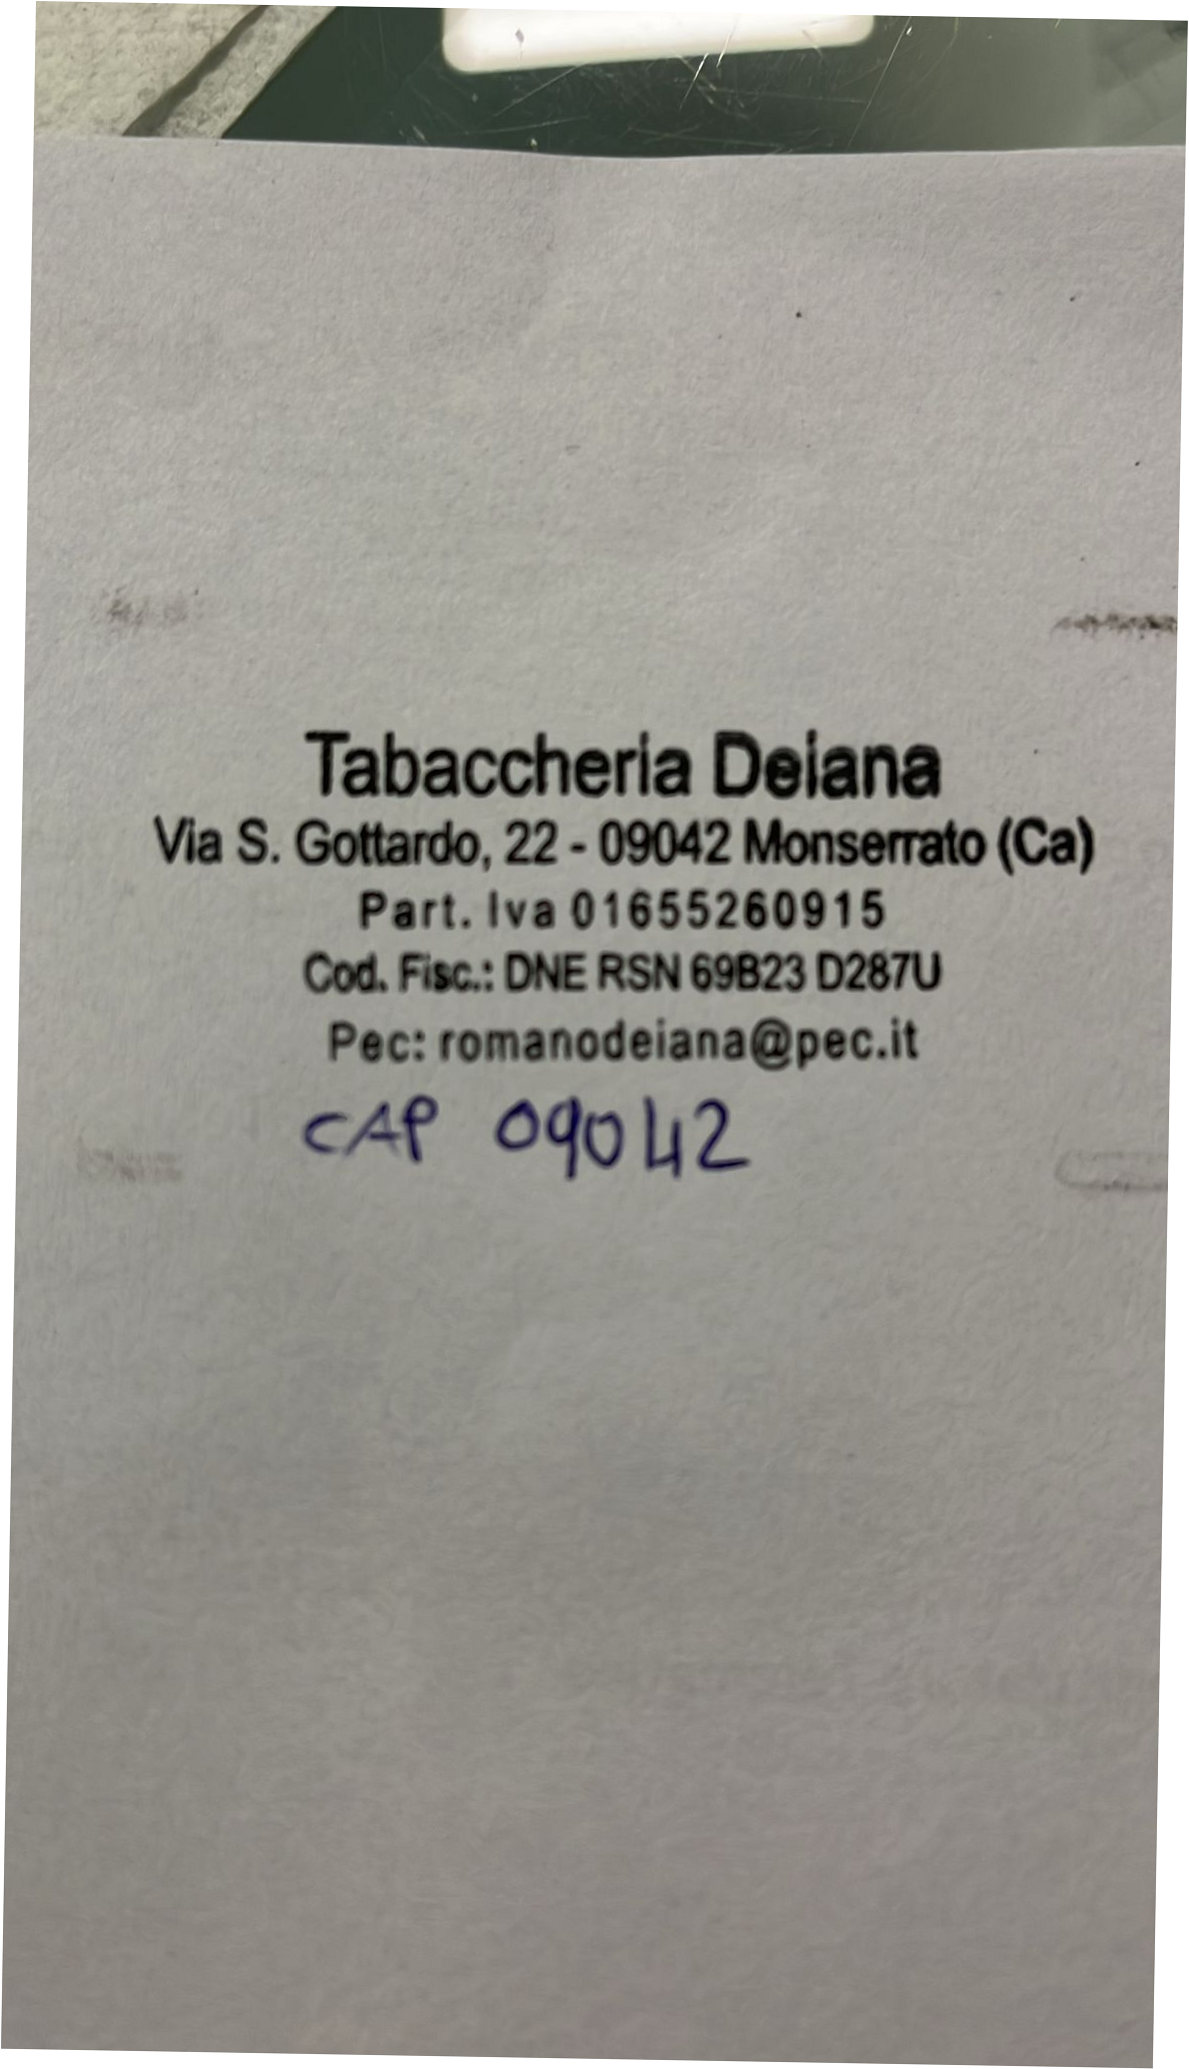 Tabaccheria Deiana
Via S. Gottardo, 22 - 09042 Monserrato (Ca)
Part. Iva 01655260915
Cod. Fisc.: DNE RSN 69B23 D287U
Pec: romanodeiana@pec.it
CAP 09042